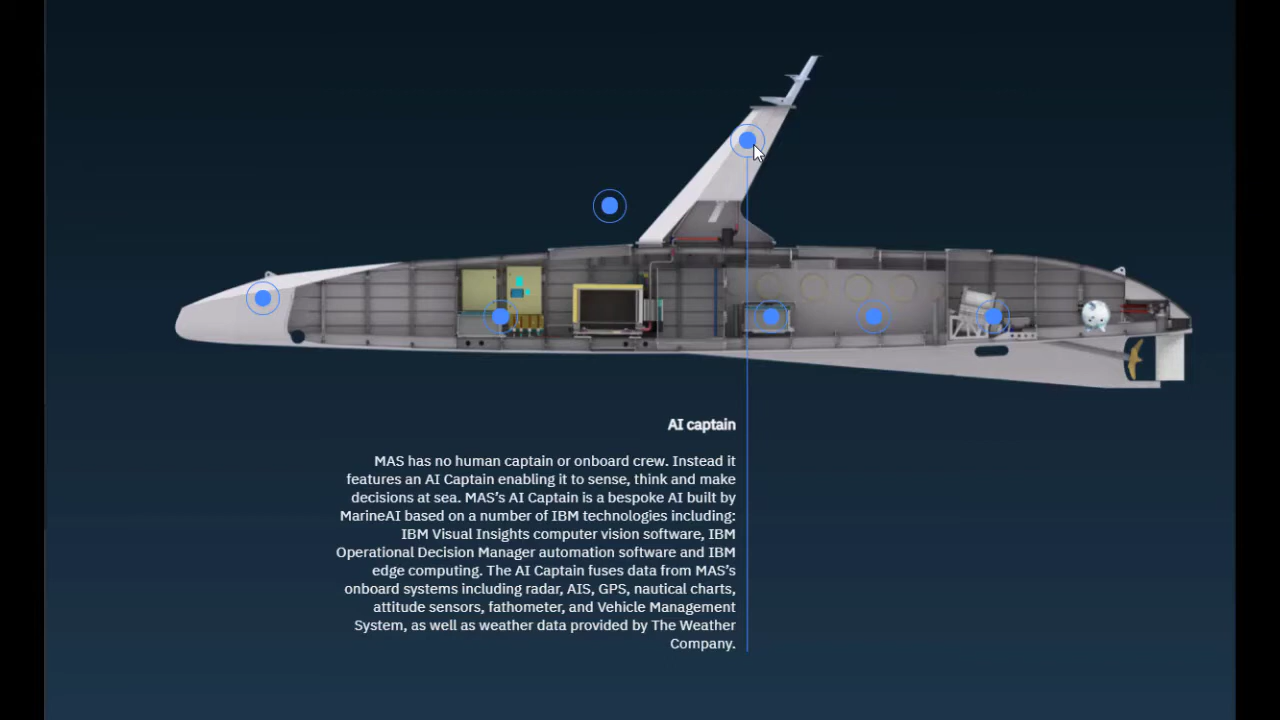 AI captain
MAS has no human captain or onboard crew. Instead it
features an AI Captain enabling it to sense, think and make
decisions at sea. MAS’s AI Captain is a bespoke AI built by
MarineAI based on a number of IBM technologies including:
IBM Visual Insights computer vision software, IBM
Operational Decision Manager automation software and IBM
edge computing. The AI Captain fuses data from MAS’s
onboard systems including radar, AIS, GPS, nautical charts,
attitude sensors, fathometer, and Vehicle Management
System, as well as weather data provided by The Weather
Company.